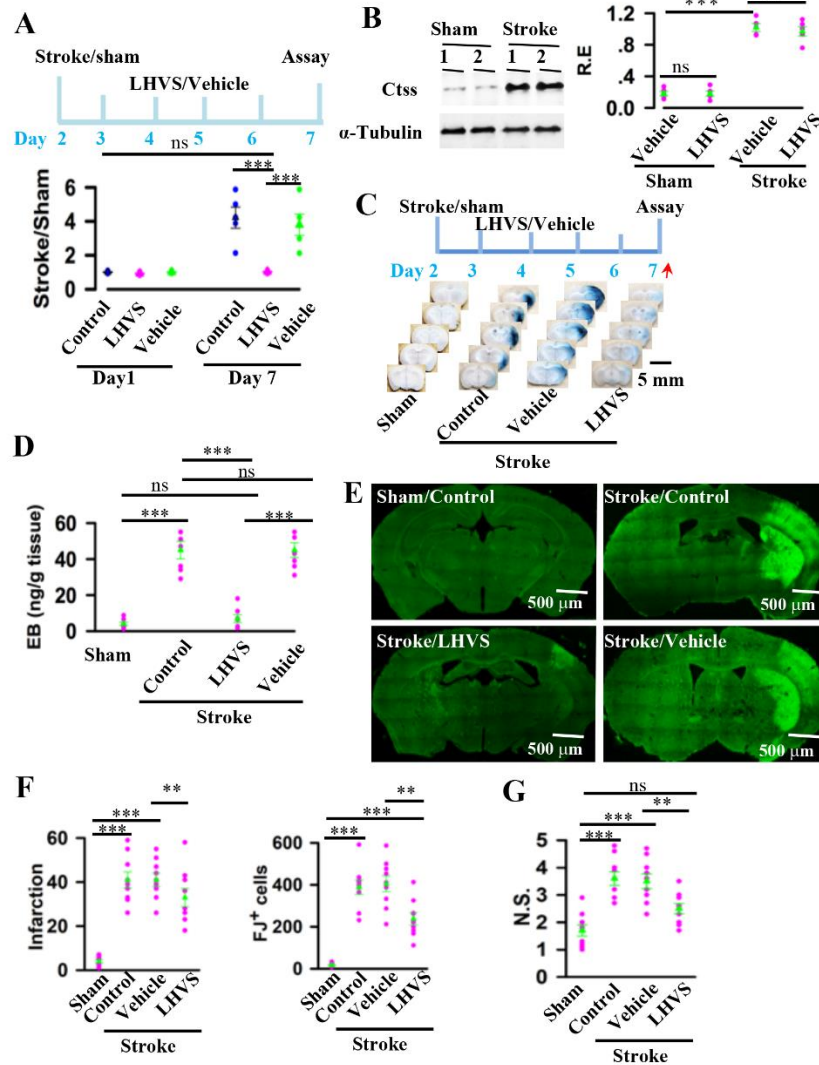 A
Stroke/sham Assay
LHVS/Vehicle
Day 2 3 4 5 6 7
ns
***
***
Stroke/Sham
6
4
2
0
Control LHVS Vehicle Control LHVS Vehicle
Day1 Day 7
B
Sham Stroke
1 2 1 2
Ctss
α-Tubulin
***
R.E
1.2
.8
.4
0.0
ns
Vehicle LHVS Vehicle LHVS
Sham Stroke
C
Stroke/sham Assay
LHVS/Vehicle
Day 2 3 4 5 6 7
5 mm
Sham Control Vehicle LHVS
Stroke
D
***
ns
ns
*** ***
EB (ng/g tissue)
60
40
20
0
Sham Control LHVS Vehicle
Stroke
E
Sham/Control Stroke/Control
500 μm 500 μm
Stroke/LHVS Stroke/Vehicle
500 μm 500 μm
F
**
***
***
Infarction
60
40
20
0
Sham Control Vehicle LHVS
Stroke
**
***
***
FJ+ cells
600
400
200
0
Sham Control Vehicle LHVS
Stroke
G
ns
*** **
***
N.S.
5
4
3
2
1
0
Sham Control Vehicle LHVS
Stroke